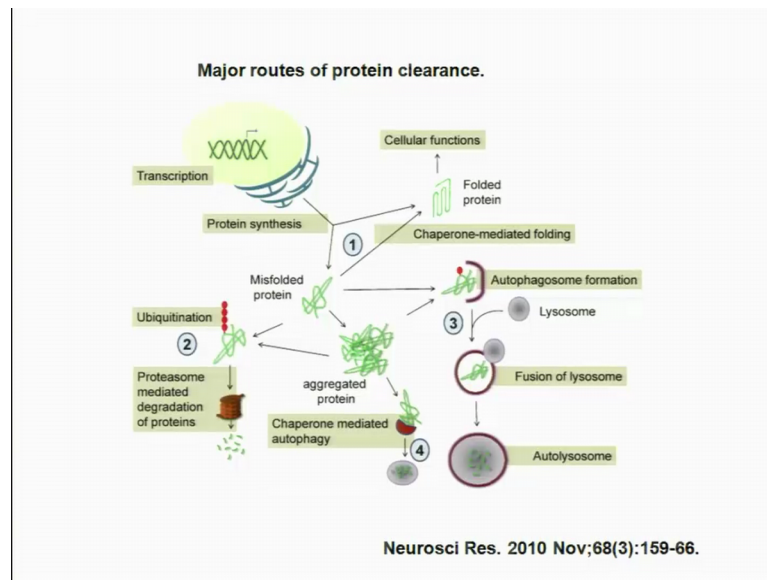 Major routes of protein clearance.
Cellular functions
Transcription
Folded
protein
Protein synthesis
Chaperone-mediated folding
1
Misfolded
protein
Autophagosome formation
Ubiquitination
3
Lysosome
2
Proteasome
mediated
degradation
of proteins
aggregated
protein
Fusion of lysosome
Chaperone mediated
autophagy
4
Autolysosome
Neurosci Res. 2010 Nov;68(3):159-66.